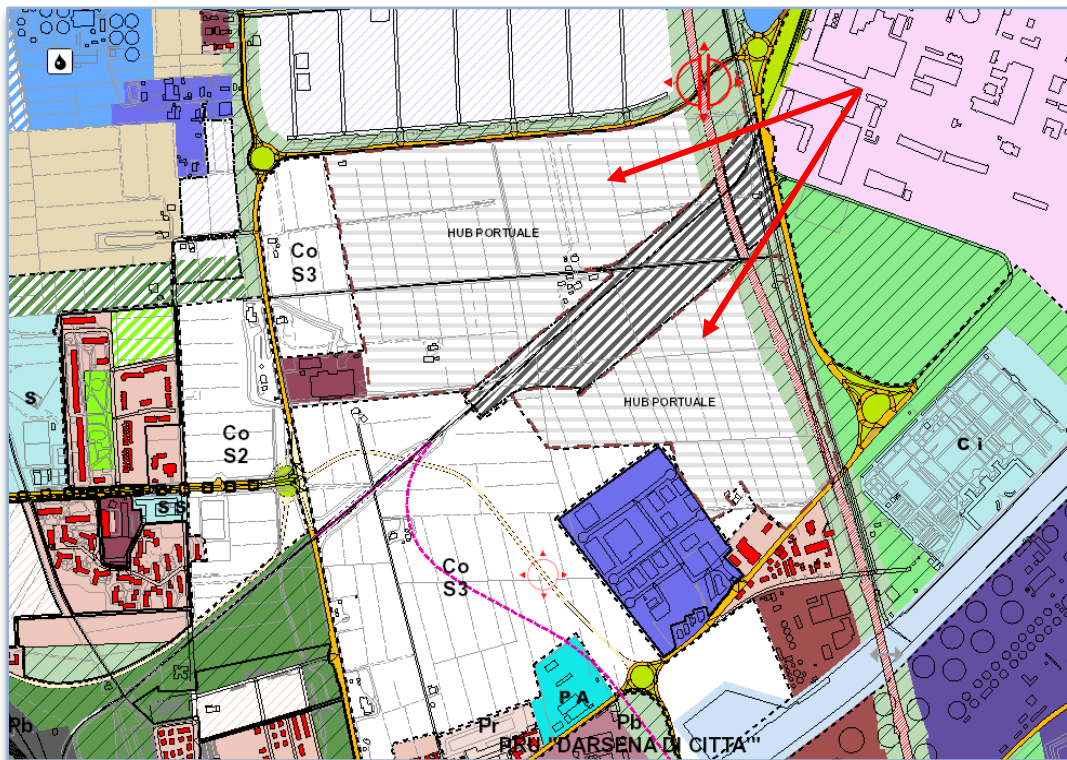 HUB PORTUALE
Co
S3
HUB PORTUALE
S
Co
S2
C i
S S
Co
S3
P A
Pb
Pr
Pb
PRU "DARSENA DI CITTA'"